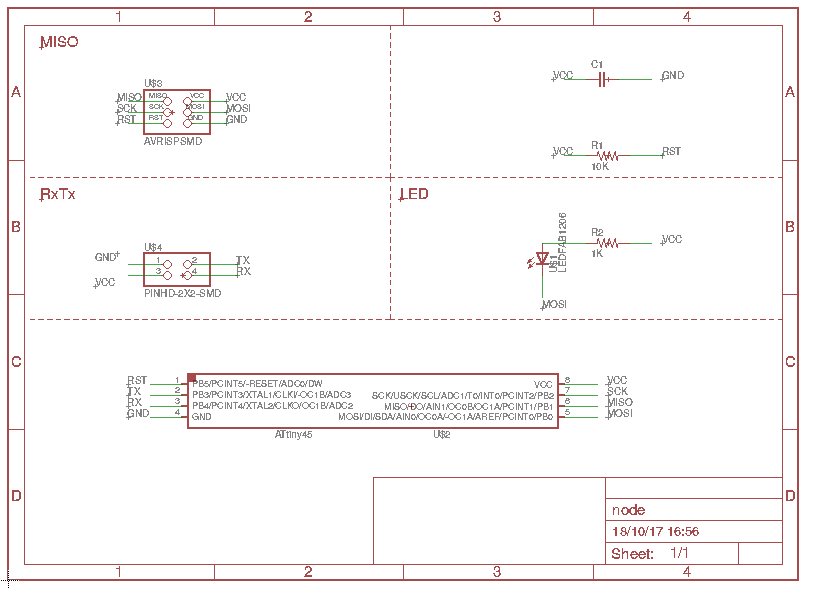 1 2 3 4
MISO
A A
U$3
MISO MISO VCC VCC
SCK SCK MOSI MOSI
RST RST GND GND
AVRISPSMD
C1
VCC GND
R1
VCC RST
10K
RxTx
LED
B B
U$4
GND 1 2 TX
VCC 3 4 RX
PINHD-2X2-SMD
LEDFAB1206
U$1
R2
VCC
1K
MOSI
C C
RST 1 PB5/PCINT5/-RESET/ADC0/DW
TX 2 PB3/PCINT3/XTAL1/CLKI/-OC1B/ADC3
RX 3 PB4/PCINT4/XTAL2/CLKO/OC1B/ADC2
GND 4 GND
VCC 8 VCC
SCK/USCK/SCL/ADC1/T0/INT0/PCINT2/PB2 7 SCK
MISO/DO/AIN1/OC0B/OC1A/PCINT1/PB1 6 MISO
MOSI/DI/SDA/AIN0/OC0A/-OC1A/AREF/PCINT0/PB0 5 MOSI
ATtiny45 U$2
D D
node
18/10/17 16:56
Sheet: 1/1
1 2 3 4